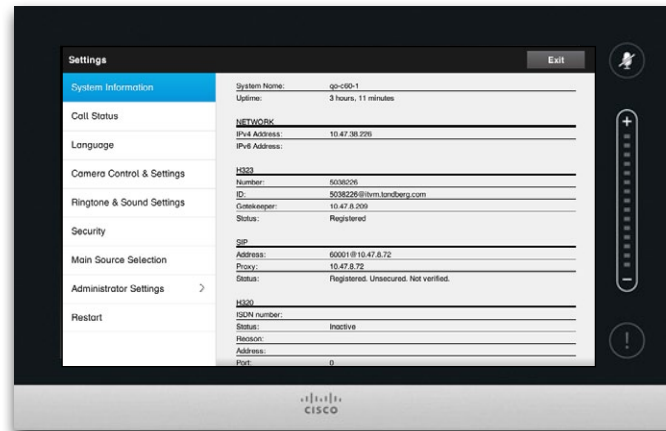 Settings
Exit
System Information
Call Status
Language
Camera Control & Settings
Ringtone & Sound Settings
Security
Main Source Selection
Administrator Settings
Restart
System Name: qo-c60-1
Uptime: 3 hours, 11 minutes
NETWORK
IPv4 Address: 10.47.38.226
IPv6 Address:
H323
Number: 5038226
ID: 5038226@itvm.tandberg.com
Gatekeeper: 10.47.8.209
Status: Registered
SIP
Address: 60001@10.47.8.72
Proxy: 10.47.8.72
Status: Registered. Unsecured. Not verified.
H320
ISDN number:
Status: Inactive
Reason:
Address:
Port: 0
+
−
!
CISCO